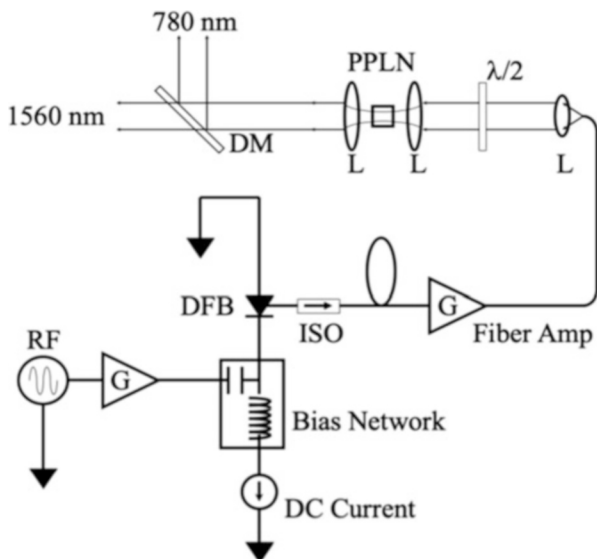 780 nm
PPLN
λ/2
1560 nm
DM
L
L
L
DFB
ISO
G
Fiber Amp
RF
G
Bias Network
DC Current